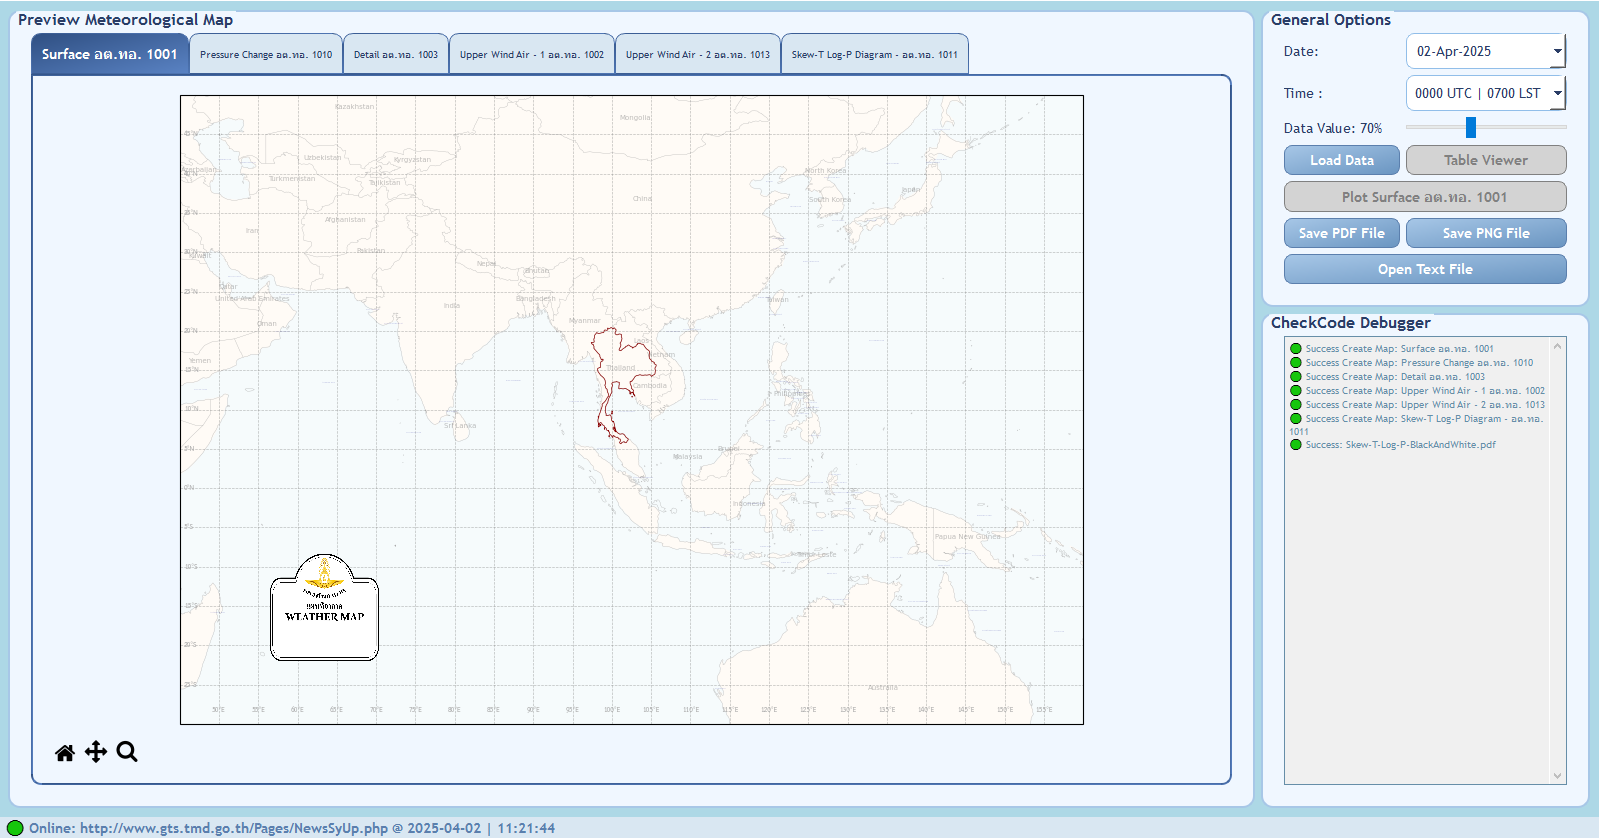 Preview Meteorological Map
Surface อต.ทอ. 1001
Pressure Change อต.ทอ. 1010
Detail อต.ทอ. 1003
Upper Wind Air - 1 อต.ทอ. 1002
Upper Wind Air - 2 อต.ทอ. 1013
Skew-T Log-P Diagram - อต.ทอ. 1011
Kazakhstan
Mongolia
45°N
Uzbekistan
Kyrgyzstan
Azerbaijan
40°N
Turkmenistan
Tajikistan
North Korea
Japan
China
South Korea
35°N
Afghanistan
Iran
30°N
Pakistan
Kuwait
Nepal
Bhutan
Qatar
25°N
United Arab Emirates
Bangladesh
Taiwan
India
Oman
Myanmar
20°N
Laos
Vietnam
Yemen
Thailand
15°N
Cambodia
Philippines
10°N
Sri Lanka
5°N
Malaysia
Brunei
0°N
Indonesia
5°S
Papua New Guinea
Timor-Leste
10°S
WEATHER MAP
15°S
20°S
25°S
Australia
50°E 55°E 60°E 65°E 70°E 75°E 80°E 85°E 90°E 95°E 100°E 105°E 110°E 115°E 120°E 125°E 130°E 135°E 140°E 145°E 150°E 155°E
General Options
Date: 02-Apr-2025
Time : 0000 UTC | 0700 LST
Data Value: 70%
Load Data
Table Viewer
Plot Surface อต.ทอ. 1001
Save PDF File
Save PNG File
Open Text File
CheckCode Debugger
Success Create Map: Surface อต.ทอ. 1001
Success Create Map: Pressure Change อต.ทอ. 1010
Success Create Map: Detail อต.ทอ. 1003
Success Create Map: Upper Wind Air - 1 อต.ทอ. 1002
Success Create Map: Upper Wind Air - 2 อต.ทอ. 1013
Success Create Map: Skew-T Log-P Diagram - อต.ทอ.
1011
Success: Skew-T-Log-P-BlackAndWhite.pdf
Online: http://www.gts.tmd.go.th/Pages/NewsSyUp.php @ 2025-04-02 | 11:21:44